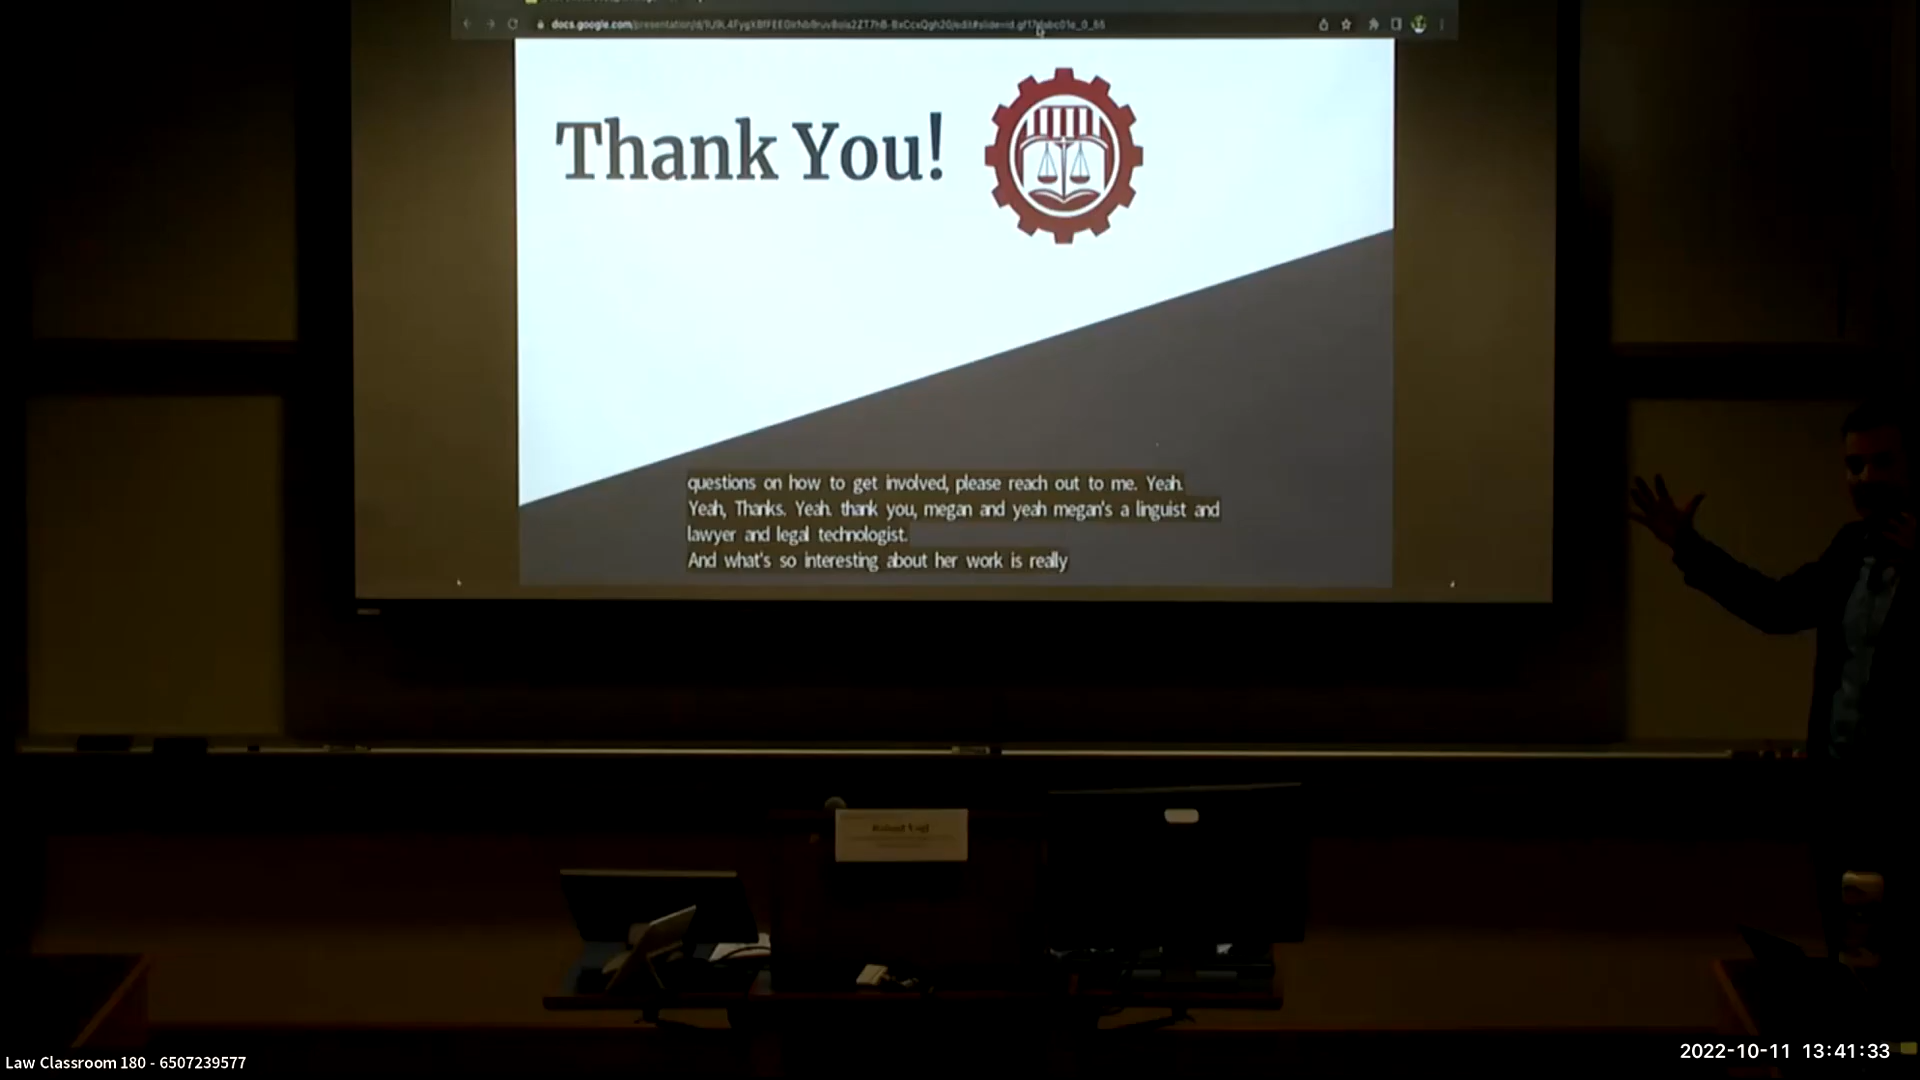 Thank You!
questions on how to get involved, please reach out to me. Yeah.
Yeah, Thanks. Yeah. thank you, megan and yeah megan's a linguist and
lawyer and legal technologist.
And what's so interesting about her work is really
Law Classroom 180 - 6507239577
2022-10-11 13:41:33